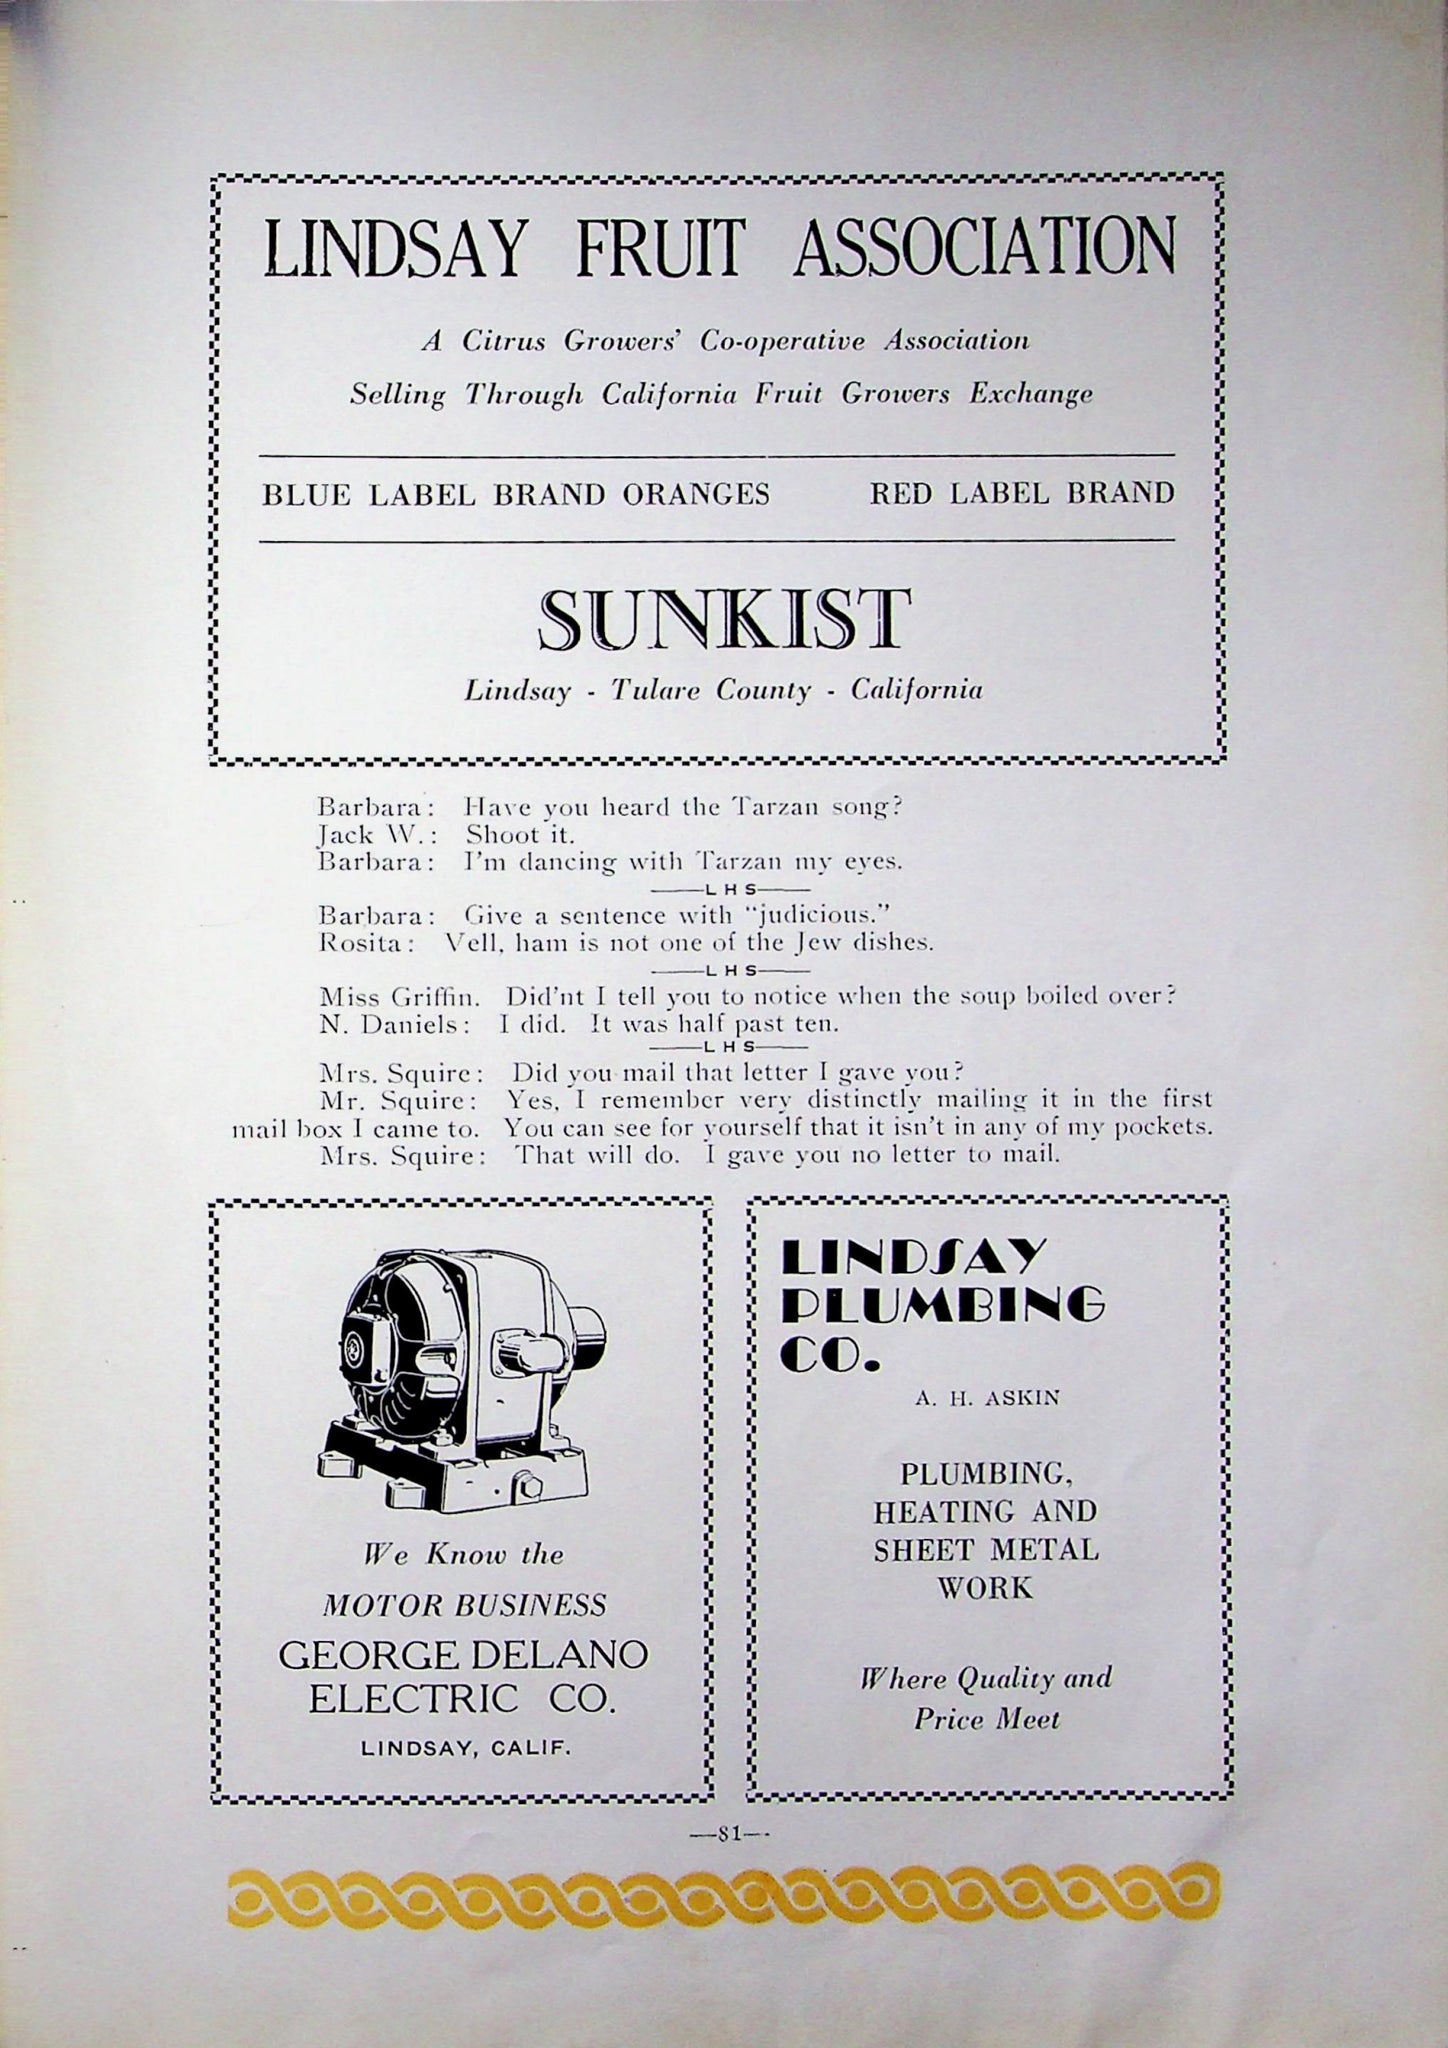 LINDSAY FRUIT ASSOCIATION
A Citrus Growers' Co-operative Association
Selling Through California Fruit Growers Exchange
BLUE LABEL BRAND ORANGES RED LABEL BRAND
SUNKIST
Lindsay - Tulare County - California
Barbara: Have you heard the Tarzan song?
Jack W.: Shoot it.
Barbara: I'm dancing with Tarzan my eyes.
——L H S——
Barbara: Give a sentence with "judicious."
Rosita: Vell, ham is not one of the Jew dishes.
——L H S——
Miss Griffin. Did'nt I tell you to notice when the soup boiled over?
N. Daniels: I did. It was half past ten.
——L H S——
Mrs. Squire: Did you mail that letter I gave you?
Mr. Squire: Yes, I remember very distinctly mailing it in the first
mail box I came to. You can see for yourself that it isn't in any of my pockets.
Mrs. Squire: That will do. I gave you no letter to mail.
We Know the
MOTOR BUSINESS
GEORGE DELANO
ELECTRIC CO.
LINDSAY, CALIF.
LINDSAY
PLUMBING
CO.
A. H. ASKIN
PLUMBING,
HEATING AND
SHEET METAL
WORK
Where Quality and
Price Meet
—81—